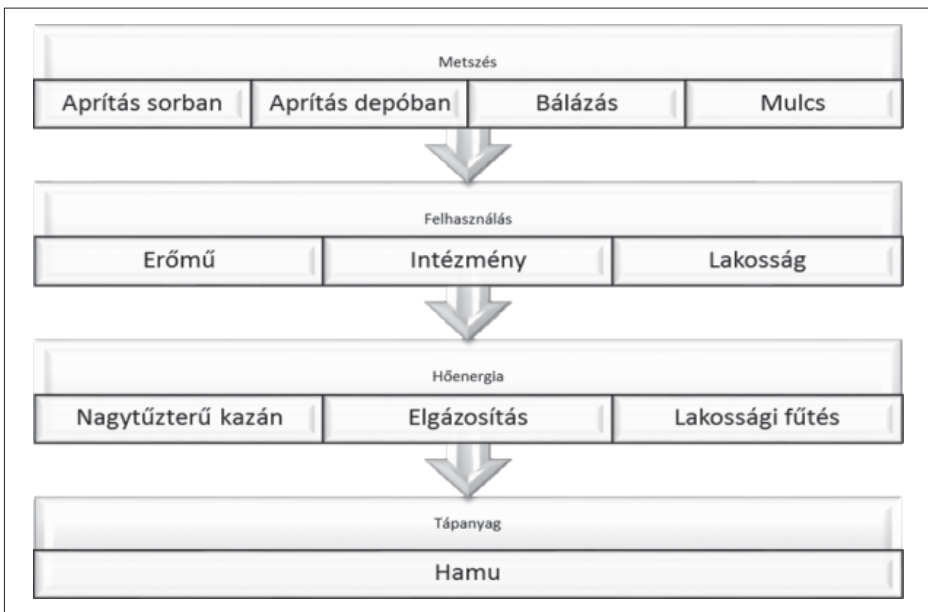 Metszés
Aprítás sorban Aprítás depóban Bálázás Mulcs
Felhasználás
Erőmű Intézmény Lakosság
Hőenergia
Nagytűzterű kazán Elgázosítás Lakossági fűtés
Tápanyag
Hamu